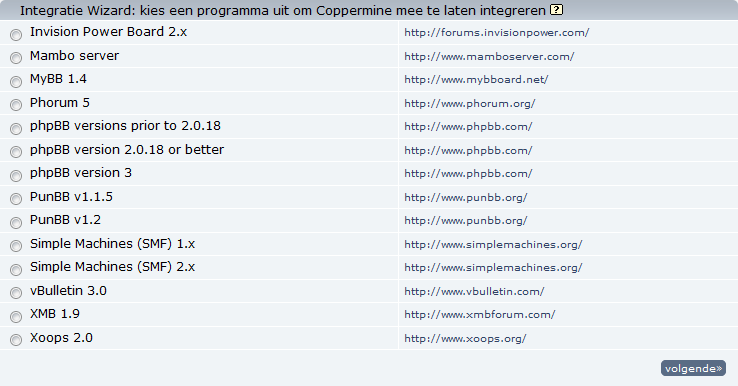 Integratie Wizard: kies een programma uit om Coppermine mee te laten integreren ?
Invision Power Board 2.x http://forums.invisionpower.com/
Mambo server http://www.mamboserver.com/
MyBB 1.4 http://www.mybboard.net/
Phorum 5 http://www.phorum.org/
phpBB versions prior to 2.0.18 http://www.phpbb.com/
phpBB version 2.0.18 or better http://www.phpbb.com/
phpBB version 3 http://www.phpbb.com/
PunBB v1.1.5 http://www.punbb.org/
PunBB v1.2 http://www.punbb.org/
Simple Machines (SMF) 1.x http://www.simplemachines.org/
Simple Machines (SMF) 2.x http://www.simplemachines.org/
vBulletin 3.0 http://www.vbulletin.com/
XMB 1.9 http://www.xmbforum.com/
Xoops 2.0 http://www.xoops.org/
volgende»